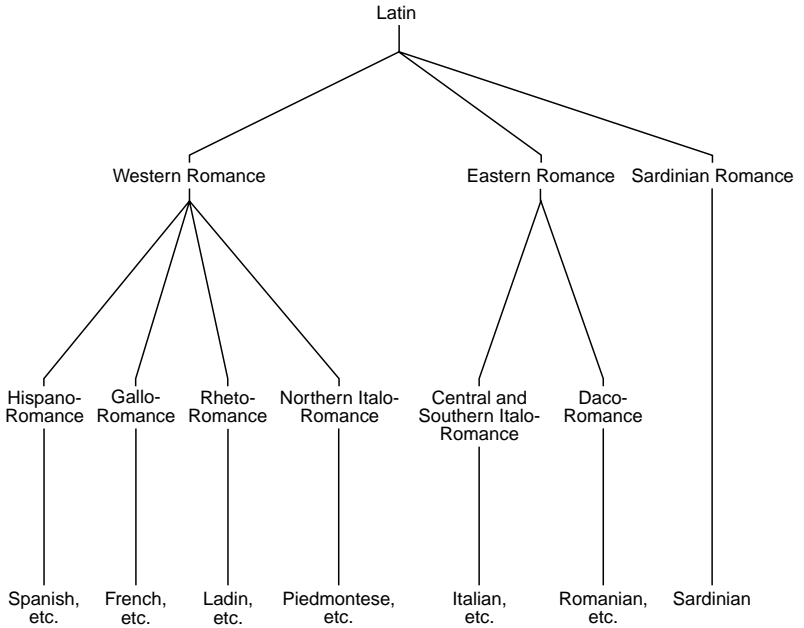 Latin
Western Romance
Eastern Romance
Sardinian Romance
Hispano-
Romance
Gallo-
Romance
Rheto-
Romance
Northern Italo-
Romance
Central and
Southern Italo-
Romance
Daco-
Romance
Spanish,
etc.
French,
etc.
Ladin,
etc.
Piedmontese,
etc.
Italian,
etc.
Romanian,
etc.
Sardinian